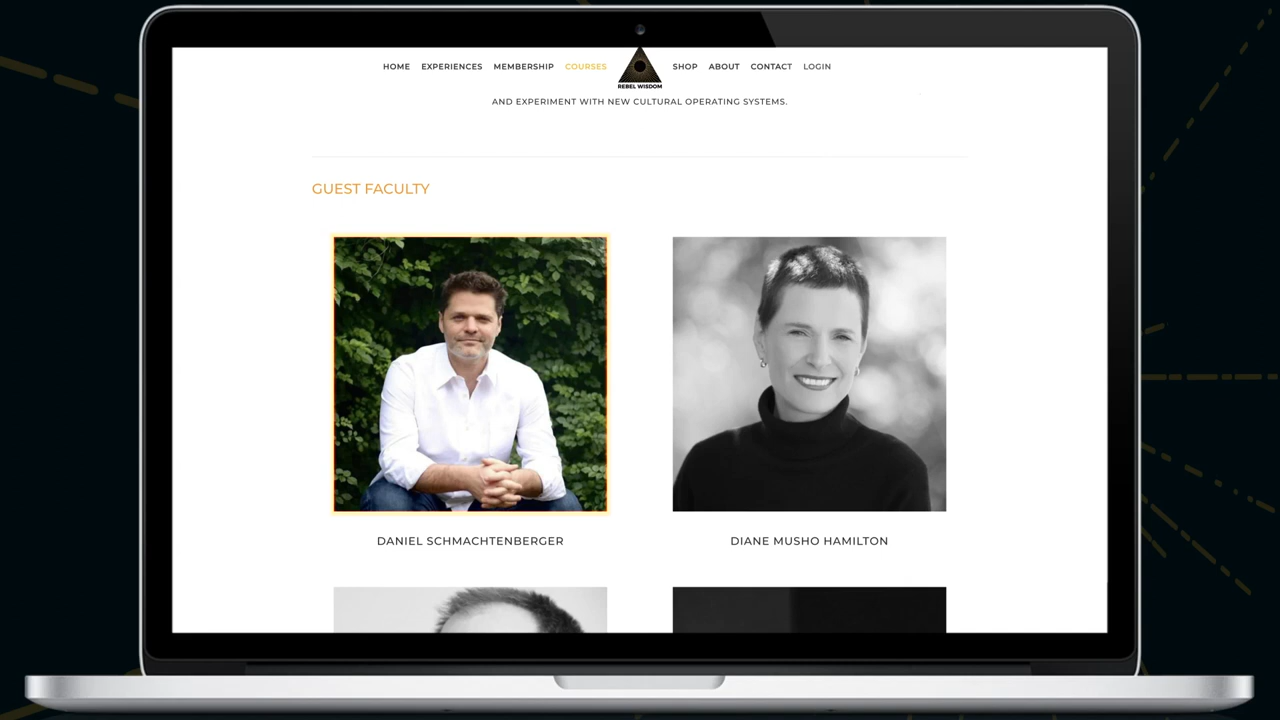 HOME EXPERIENCES MEMBERSHIP COURSES SHOP ABOUT CONTACT LOGIN
REBEL WISDOM
AND EXPERIMENT WITH NEW CULTURAL OPERATING SYSTEMS.
GUEST FACULTY
DANIEL SCHMACHTENBERGER
DIANE MUSHO HAMILTON